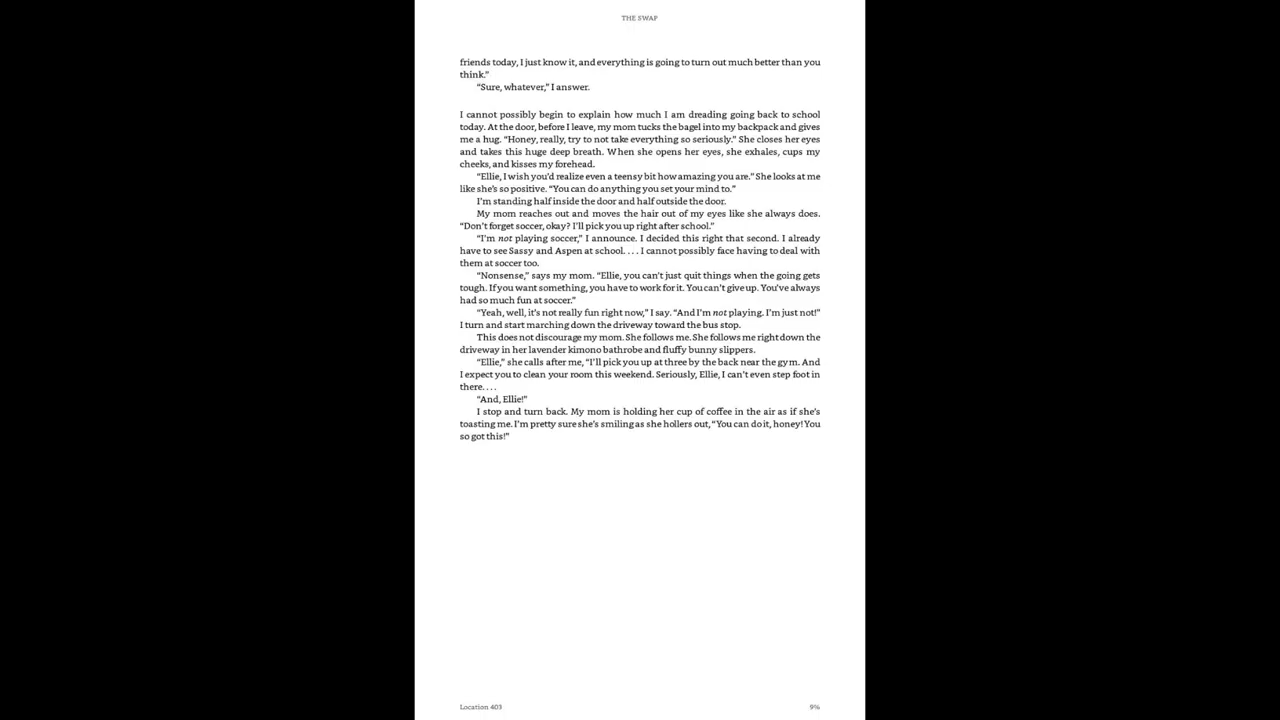 THE SWAP
friends today, I just know it, and everything is going to turn out much better than you
think.”
“Sure, whatever,” I answer.
I cannot possibly begin to explain how much I am dreading going back to school
today. At the door, before I leave, my mom tucks the bagel into my backpack and gives
me a hug. “Honey, really, try to not take everything so seriously.” She closes her eyes
and takes this huge deep breath. When she opens her eyes, she exhales, cups my
cheeks, and kisses my forehead.
“Ellie, I wish you’d realize even a teensy bit how amazing you are.” She looks at me
like she’s so positive. “You can do anything you set your mind to.”
I’m standing half inside the door and half outside the door.
My mom reaches out and moves the hair out of my eyes like she always does.
“Don’t forget soccer, okay? I’ll pick you up right after school.”
“I’m not playing soccer,” I announce. I decided this right that second. I already
have to see Sassy and Aspen at school. . . . I cannot possibly face having to deal with
them at soccer too.
“Nonsense,” says my mom. “Ellie, you can’t just quit things when the going gets
tough. If you want something, you have to work for it. You can’t give up. You’ve always
had so much fun at soccer.”
“Yeah, well, it’s not really fun right now,” I say. “And I’m not playing. I’m just not!”
I turn and start marching down the driveway toward the bus stop.
This does not discourage my mom. She follows me. She follows me right down the
driveway in her lavender kimono bathrobe and fluffy bunny slippers.
“Ellie,” she calls after me, “I’ll pick you up at three by the back near the gym. And
I expect you to clean your room this weekend. Seriously, Ellie, I can’t even step foot in
there. . . .
“And, Ellie!”
I stop and turn back. My mom is holding her cup of coffee in the air as if she’s
toasting me. I’m pretty sure she’s smiling as she hollers out, “You can do it, honey! You
so got this!”
Location 403
9%